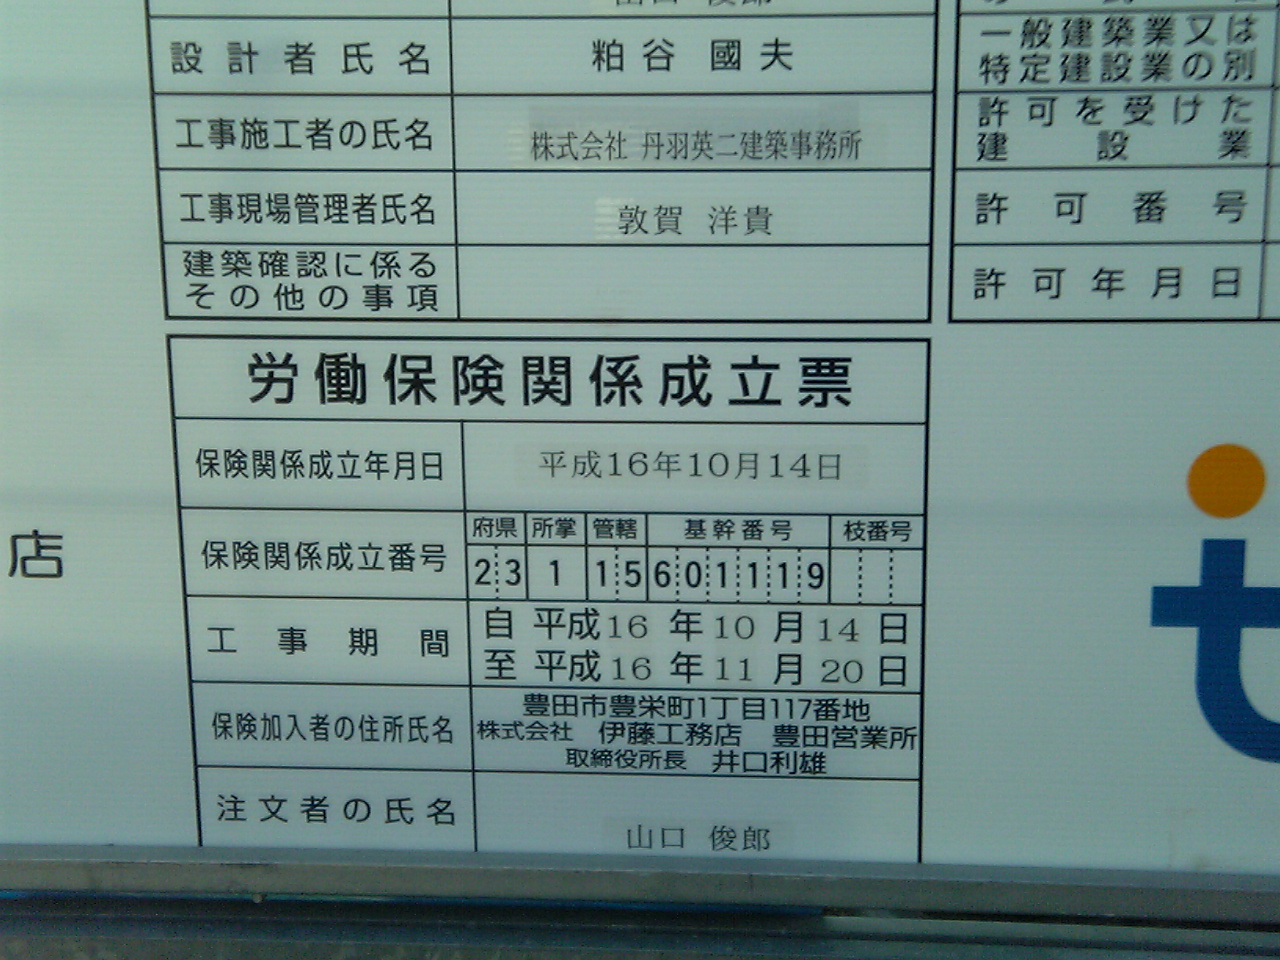 設計者氏名 粕谷 國夫
工事施工者の氏名 株式会社 丹羽英二建築事務所
工事現場管理者氏名 敦賀 洋貴
建築確認に係る
その他の事項
一般建築業又は
特定建設業の別
許可を受けた
建設業
許可番号
許可年月日
労働保険関係成立票
保険関係成立年月日 平成16年10月14日
保険関係成立番号
府県 所掌 管轄 基幹番号 枝番号
23 1 15 601119
工事期間
自 平成16年10月14日
至 平成16年11月20日
保険加入者の住所氏名
豊田市豊栄町1丁目117番地
株式会社 伊藤工務店 豊田営業所
取締役所長 井口利雄
注文者の氏名 山口 俊郎
店
t